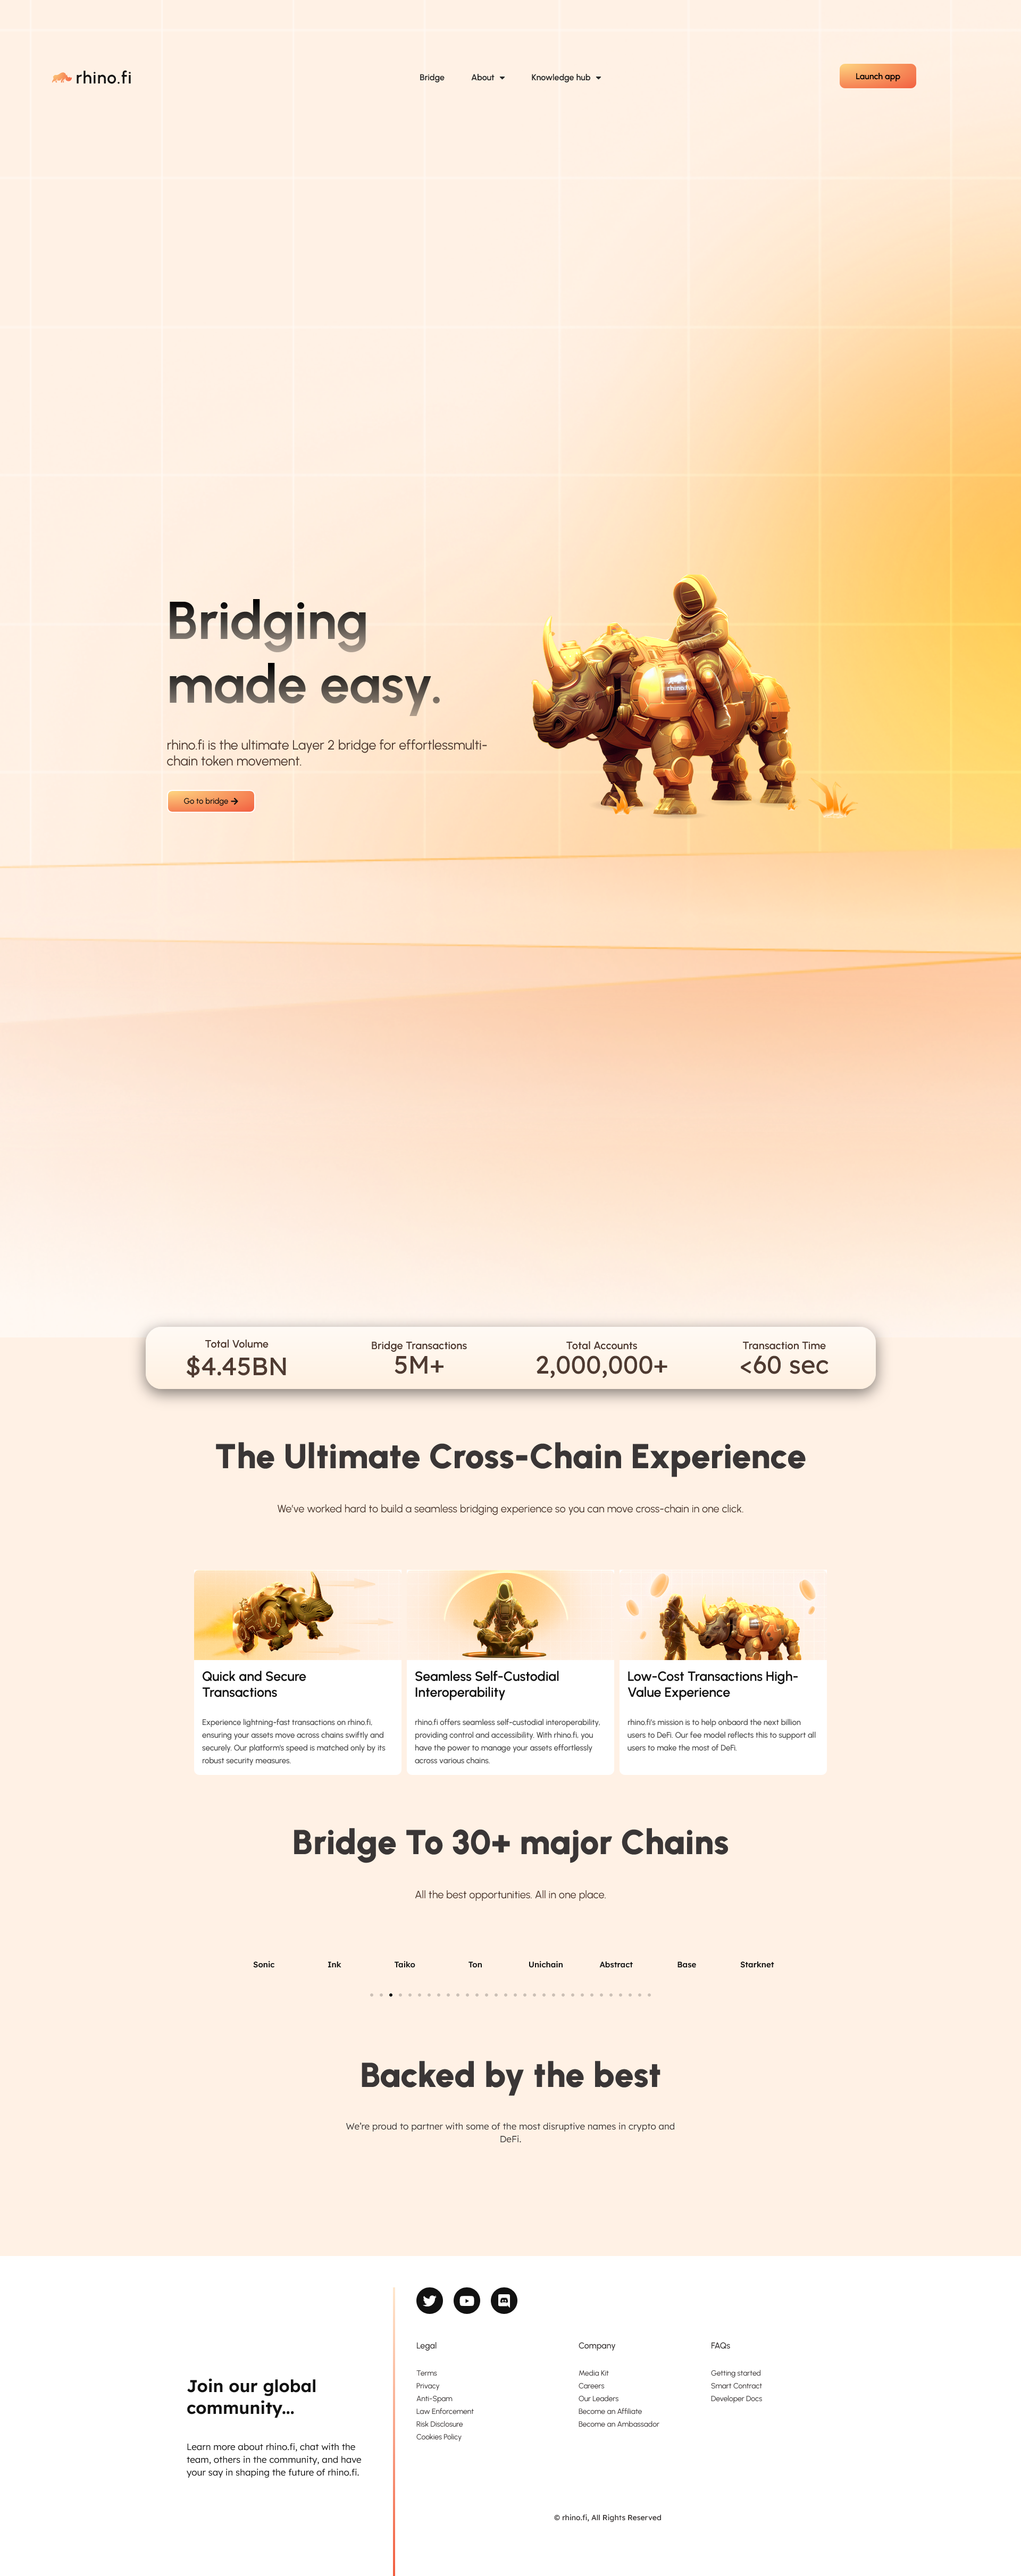 rhino.fi
Bridge
About
Knowledge hub
Launch app
Bridging
made easy.
rhino.fi is the ultimate Layer 2 bridge for effortlessmulti-
chain token movement.
Go to bridge
rhino.fi
Total Volume
$4.45BN
Bridge Transactions
5M+
Total Accounts
2,000,000+
Transaction Time
<60 sec
The Ultimate Cross-Chain Experience
We've worked hard to build a seamless bridging experience so you can move cross-chain in one click.
Quick and Secure
Transactions
Experience lightning-fast transactions on rhino.fi,
ensuring your assets move across chains swiftly and
securely. Our platform's speed is matched only by its
robust security measures.
Seamless Self-Custodial
Interoperability
rhino.fi offers seamless self-custodial interoperability,
providing control and accessibility. With rhino.fi, you
have the power to manage your assets effortlessly
across various chains.
Low-Cost Transactions High-
Value Experience
rhino.fi's mission is to help onbaord the next billion
users to DeFi. Our fee model reflects this to support all
users to make the most of DeFi.
Bridge To 30+ major Chains
All the best opportunities. All in one place.
Sonic
Ink
Taiko
Ton
Unichain
Abstract
Base
Starknet
Backed by the best
We're proud to partner with some of the most disruptive names in crypto and
DeFi.
Join our global
community...
Learn more about rhino.fi, chat with the
team, others in the community, and have
your say in shaping the future of rhino.fi.
Legal
Terms
Privacy
Anti-Spam
Law Enforcement
Risk Disclosure
Cookies Policy
Company
Media Kit
Careers
Our Leaders
Become an Affiliate
Become an Ambassador
FAQs
Getting started
Smart Contract
Developer Docs
© rhino.fi, All Rights Reserved